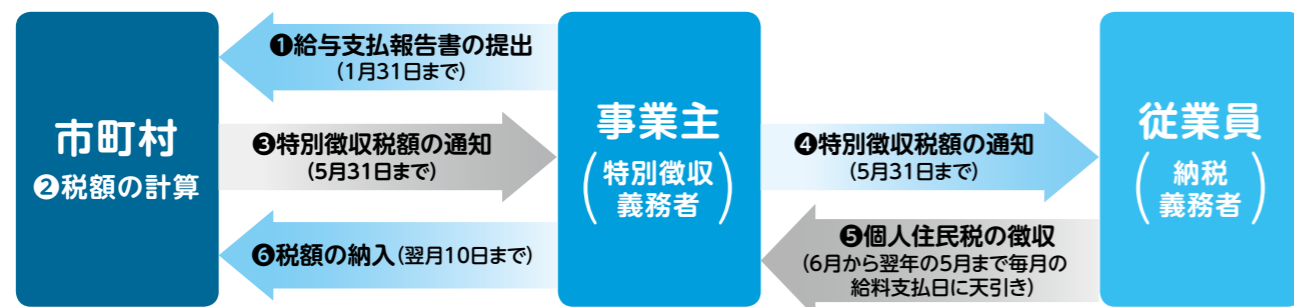 市町村
❷税額の計算
❶給与支払報告書の提出
(1月31日まで)
❸特別徴収税額の通知
(5月31日まで)
❻税額の納入(翌月10日まで)
事業主
(特別徴収
義務者)
❹特別徴収税額の通知
(5月31日まで)
❺個人住民税の徴収
(6月から翌年の5月まで毎月の
給料支払日に天引き)
従業員
(納税
義務者)